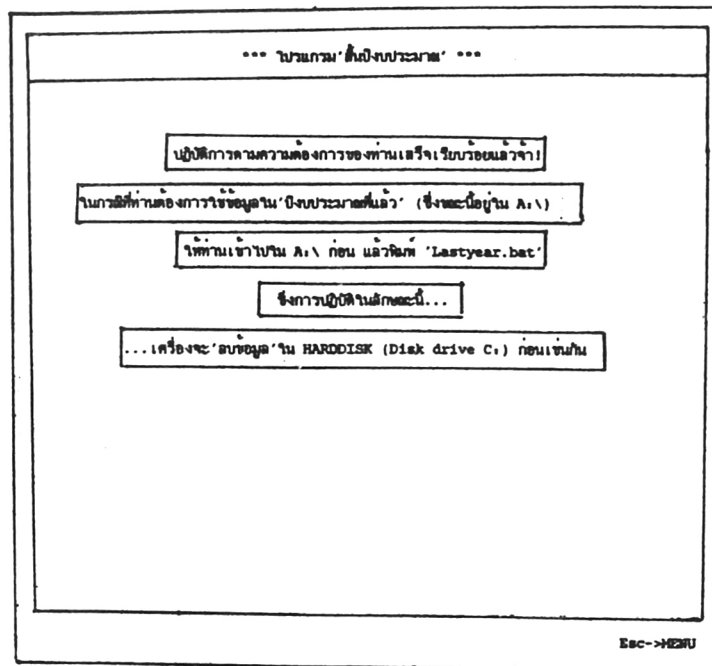 *** โปรแกรม'สิ้นปีงบประมาณ' ***
ปฏิบัติการตามความต้องการของท่านเสร็จเรียบร้อยแล้วจ้า!
ในกรณีที่ท่านต้องการใช้ข้อมูลใน'ปีงบประมาณที่แล้ว' (ซึ่งขณะนี้อยู่ใน A:\)
ให้ท่านเข้าไปใน A:\ ก่อน แล้วพิมพ์ 'Lastyear.bat'
ซึ่งการปฏิบัติในลักษณะนี้...
...เครื่องจะ'ลบข้อมูล'ใน HARDDISK (Disk drive C:) ก่อนเช่นกัน
Esc->MENU